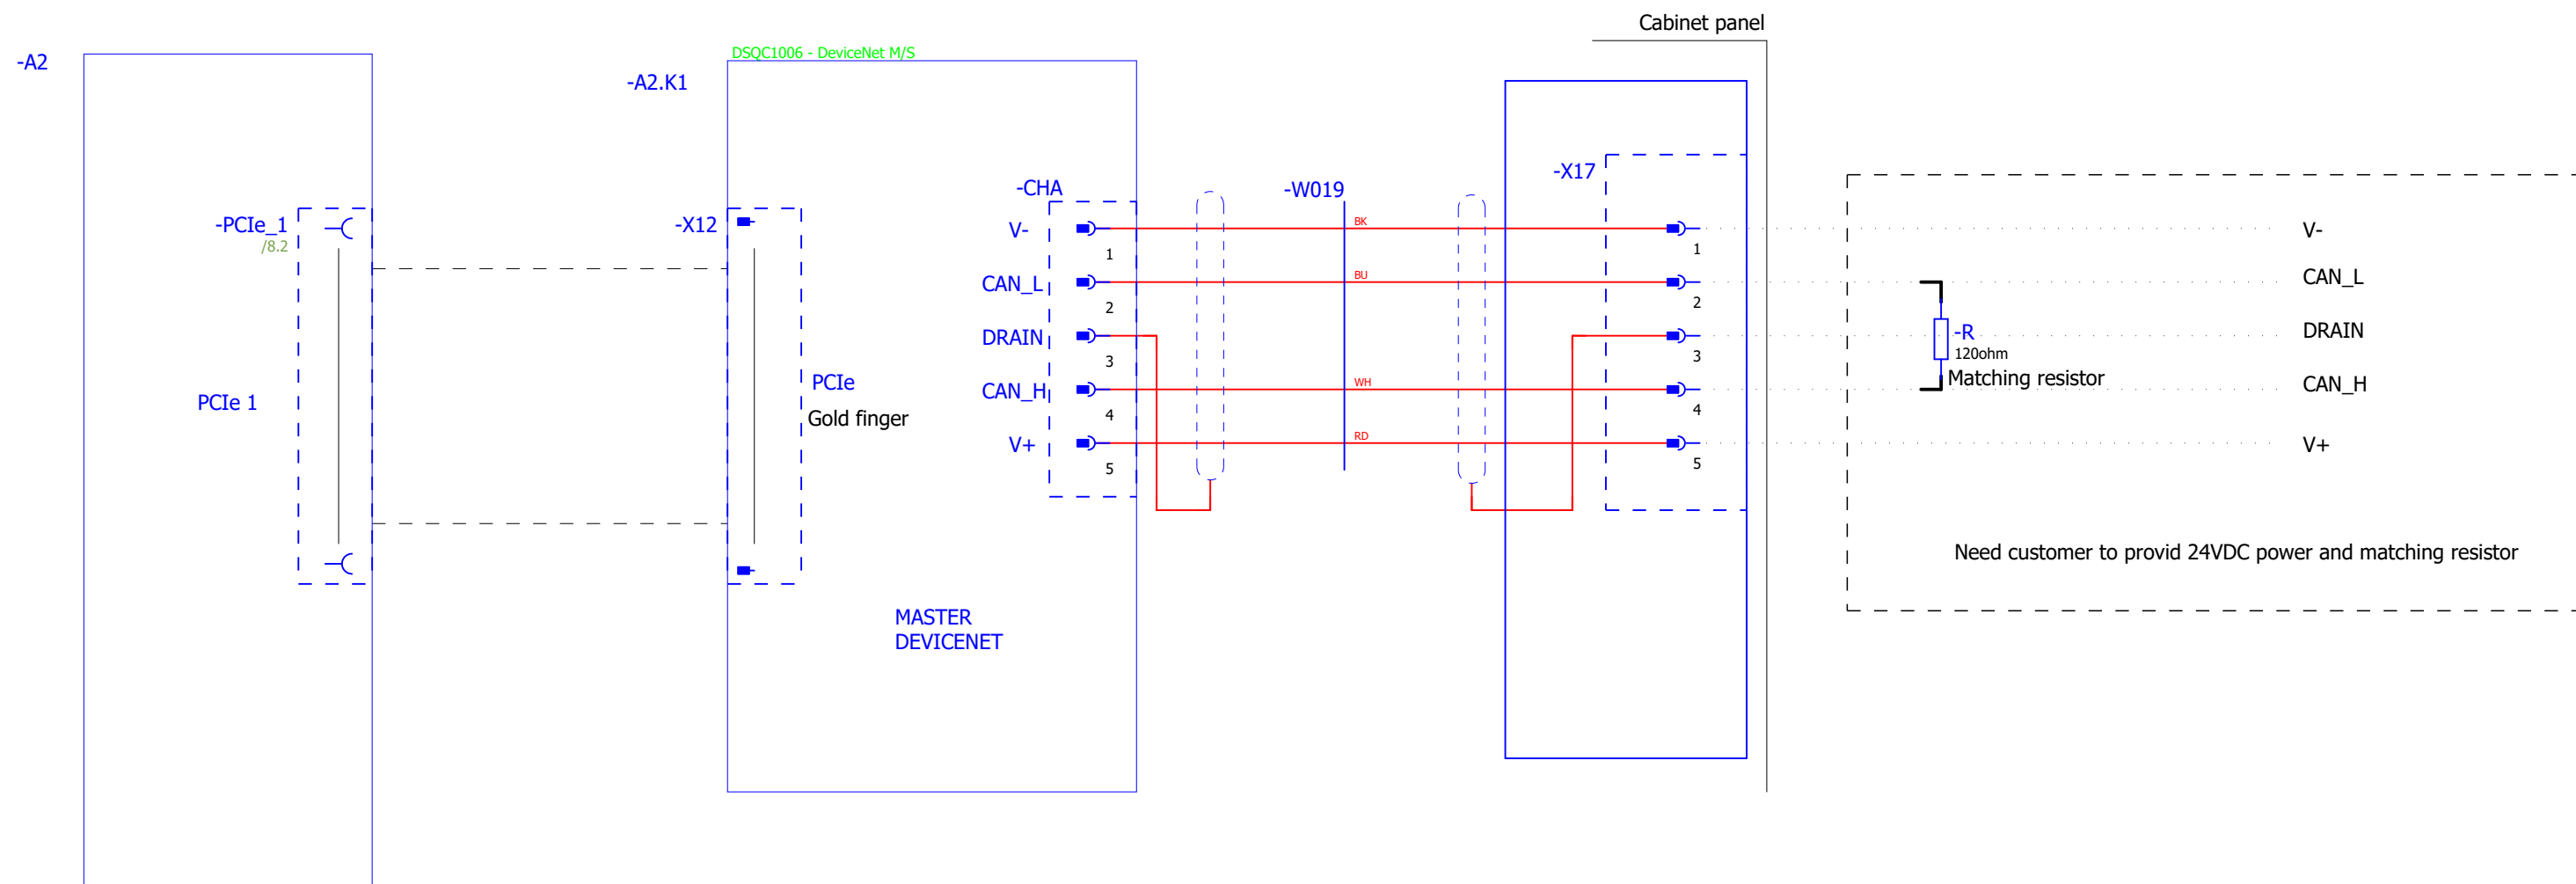 Cabinet panel
-A2
DSQC1006 - DeviceNet M/S
-A2.K1
-X17
-CHA
-W019
-PCIe_1
/8.2
-X12
V-
1
BK
1
V-
CAN_L
2
BU
2
CAN_L
DRAIN
3
3
-R
120ohm
Matching resistor
DRAIN
PCIe 1
PCIe
Gold finger
CAN_H
4
WH
4
CAN_H
V+
5
RD
5
V+
Need customer to provid 24VDC power and matching resistor
MASTER
DEVICENET